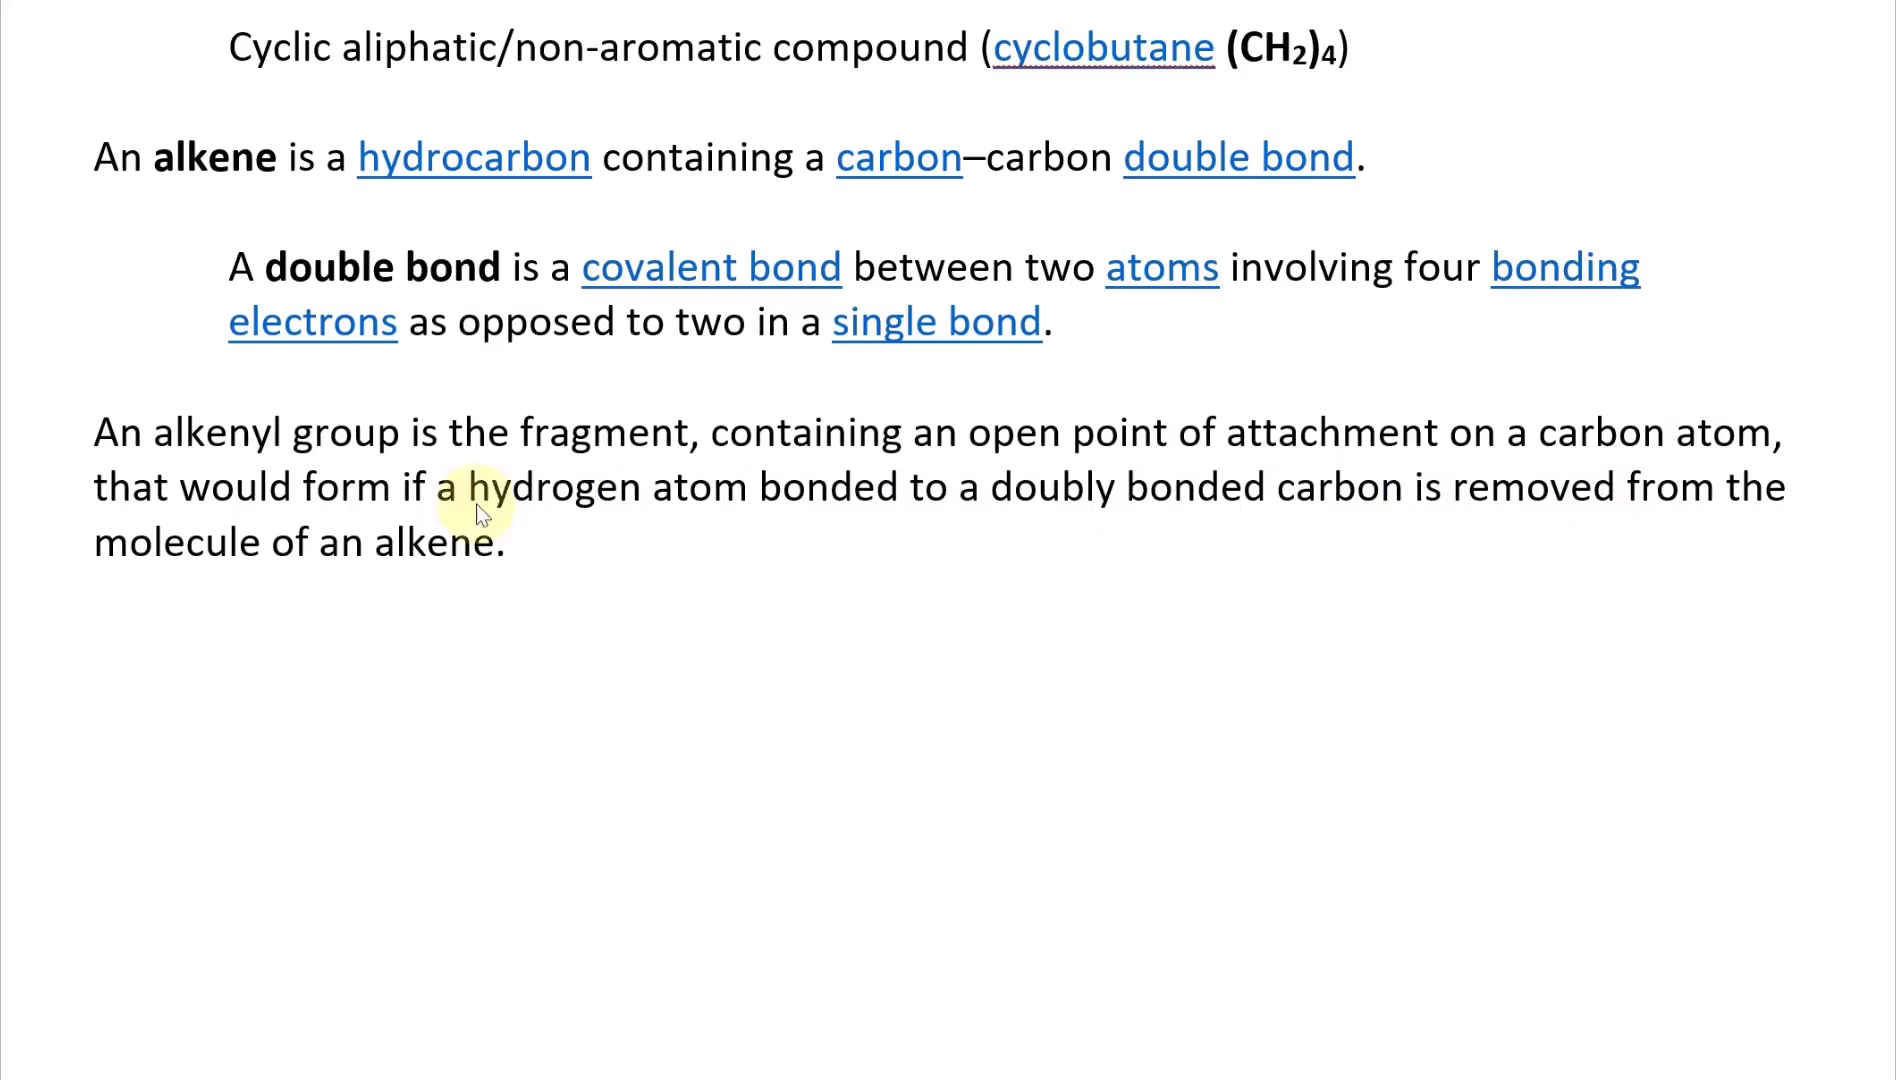 Cyclic aliphatic/non-aromatic compound (cyclobutane (CH₂)₄)
An alkene is a hydrocarbon containing a carbon–carbon double bond.
A double bond is a covalent bond between two atoms involving four bonding
electrons as opposed to two in a single bond.
An alkenyl group is the fragment, containing an open point of attachment on a carbon atom,
that would form if a hydrogen atom bonded to a doubly bonded carbon is removed from the
molecule of an alkene.